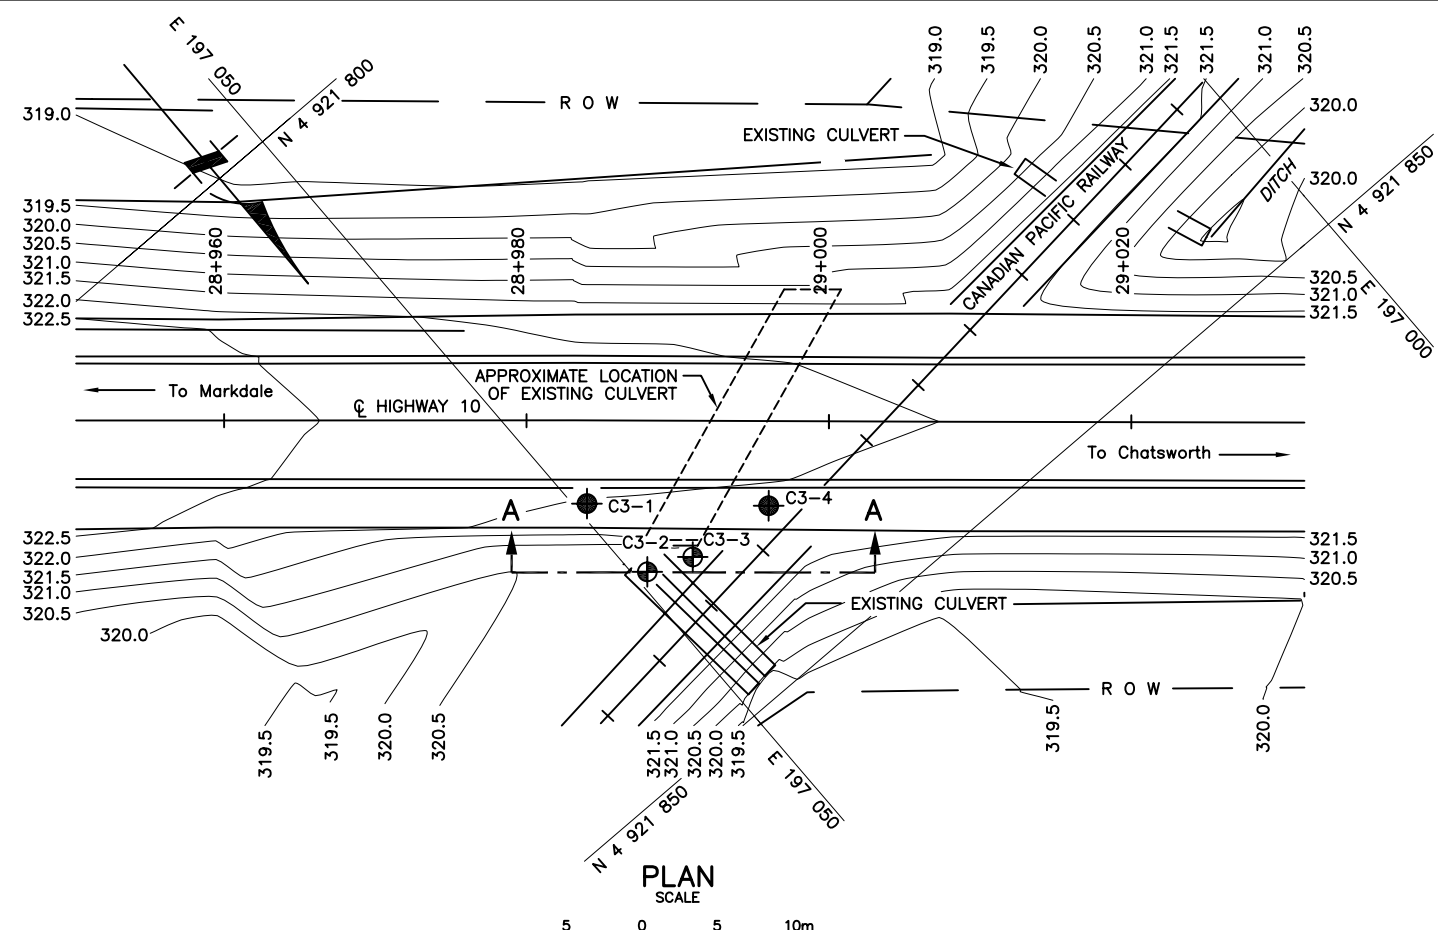 E 197 050
N 4 921 800
R O W
319.0
319.5
320.0
320.5
321.0
321.5
321.5
321.0
320.5
319.0
EXISTING CULVERT
CANADIAN PACIFIC RAILWAY
DITCH
320.0
320.0
N 4 921 850
319.5
320.0
320.5
321.0
321.5
322.0
322.5
28+960
28+980
29+000
29+020
320.5
321.0
321.5
E 197 000
To Markdale
APPROXIMATE LOCATION
OF EXISTING CULVERT
℄ HIGHWAY 10
To Chatsworth
A
C3-1
C3-4
A
C3-2
C3-3
322.5
322.0
321.5
321.0
320.5
320.0
321.5
321.0
320.5
EXISTING CULVERT
R O W
319.5
319.5
320.0
320.5
321.5
321.0
320.5
320.0
319.5
319.5
320.0
E 197 050
N 4 921 850
PLAN
SCALE
5 0 5 10m